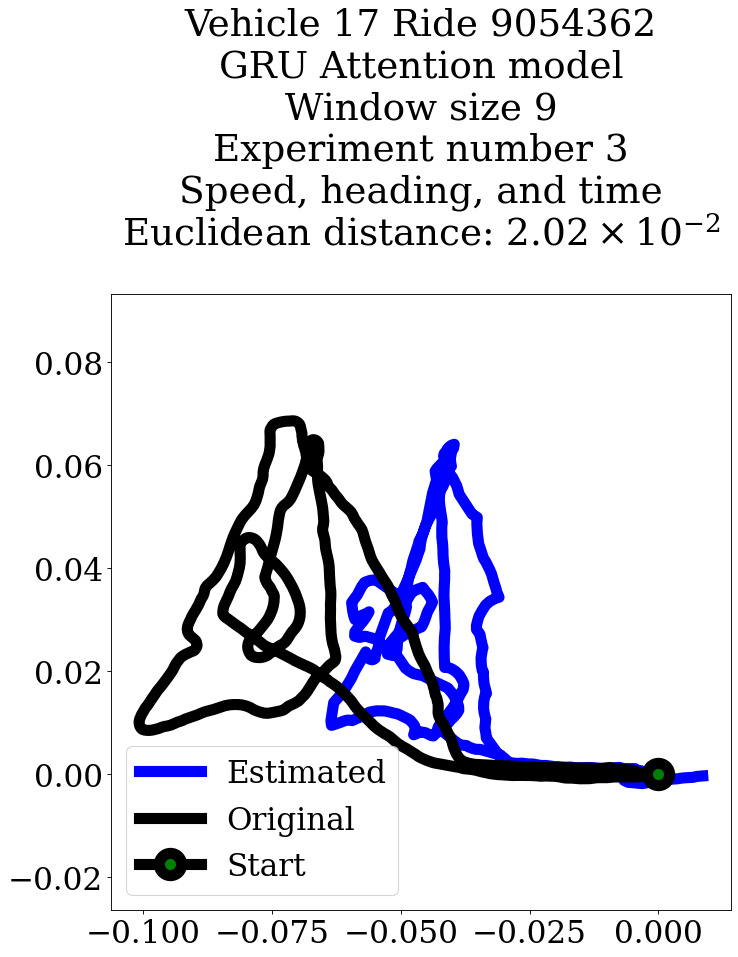 Vehicle 17 Ride 9054362
GRU Attention model
Window size 9
Experiment number 3
Speed, heading, and time
Euclidean distance: 2.02 × 10⁻²
0.08
0.06
0.04
0.02
0.00
−0.02
Estimated
Original
Start
−0.100 −0.075 −0.050 −0.025 0.000